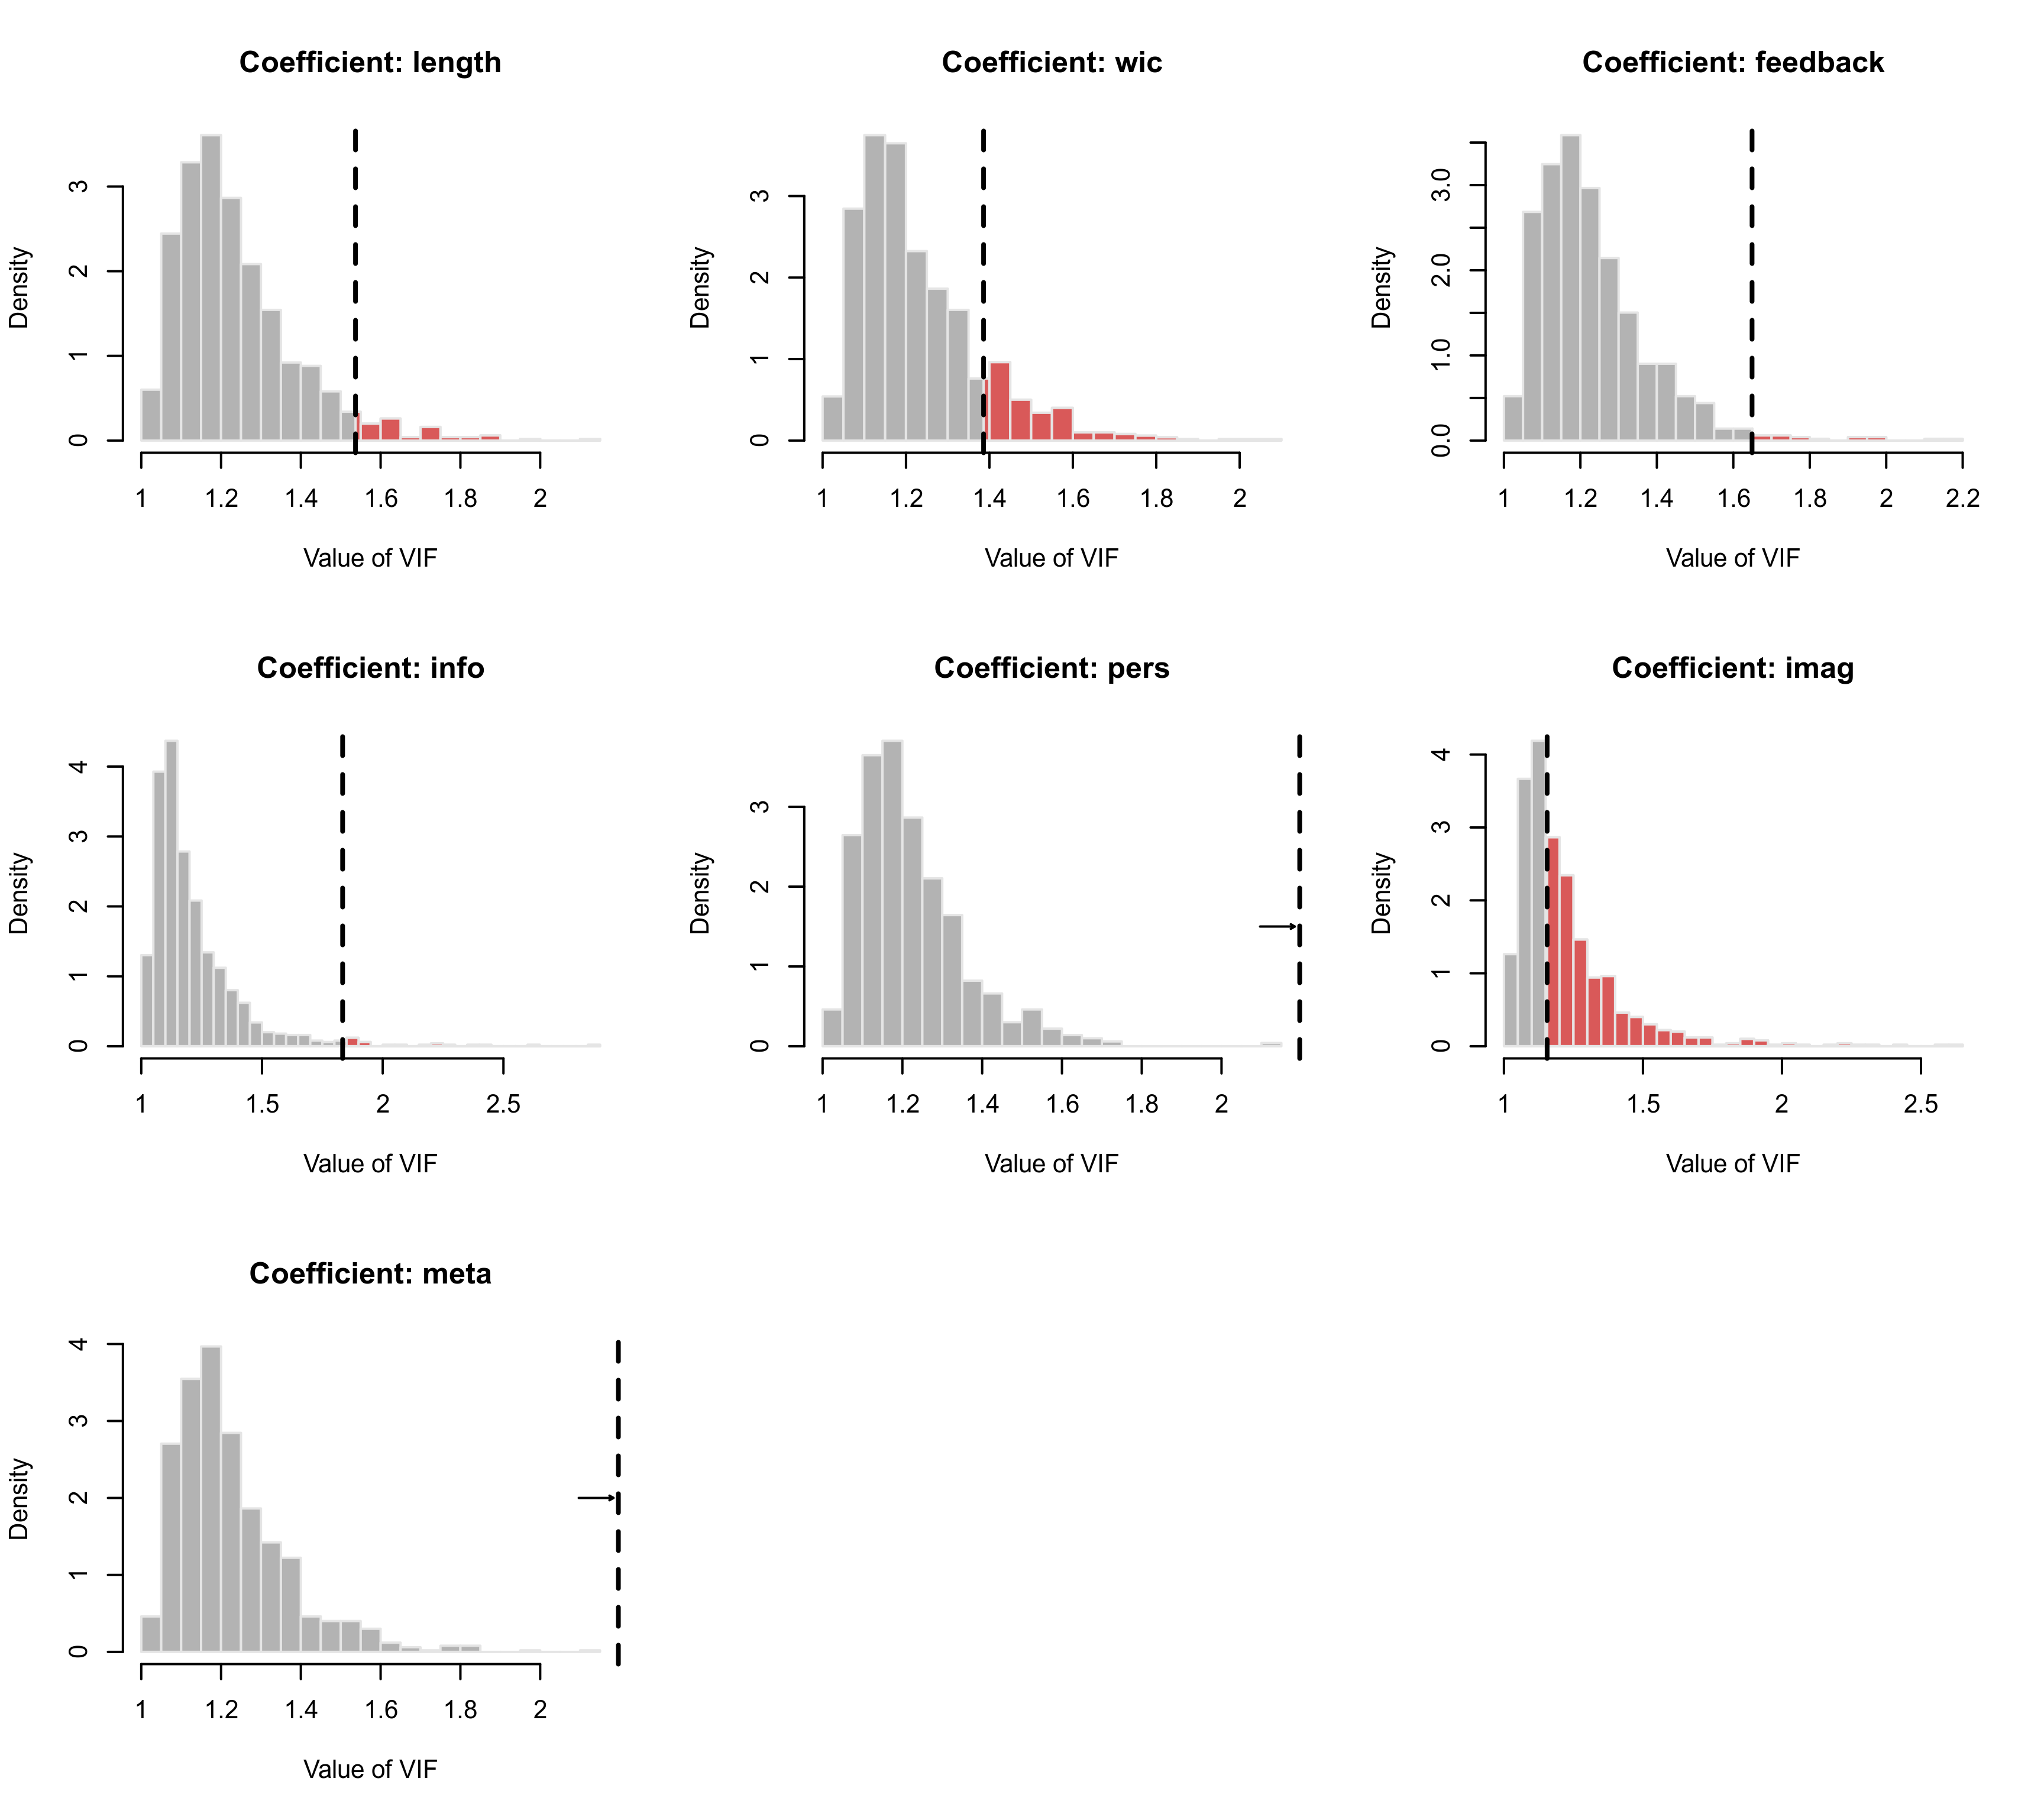 Coefficient: length
Density
0 1 2 3
1 1.2 1.4 1.6 1.8 2
Value of VIF
Coefficient: wic
Density
0 1 2 3
1 1.2 1.4 1.6 1.8 2
Value of VIF
Coefficient: feedback
Density
0.0 1.0 2.0 3.0
1 1.2 1.4 1.6 1.8 2 2.2
Value of VIF
Coefficient: info
Density
0 1 2 3 4
1 1.5 2 2.5
Value of VIF
Coefficient: pers
Density
0 1 2 3
1 1.2 1.4 1.6 1.8 2
Value of VIF
Coefficient: imag
Density
0 1 2 3 4
1 1.5 2 2.5
Value of VIF
Coefficient: meta
Density
0 1 2 3 4
1 1.2 1.4 1.6 1.8 2
Value of VIF